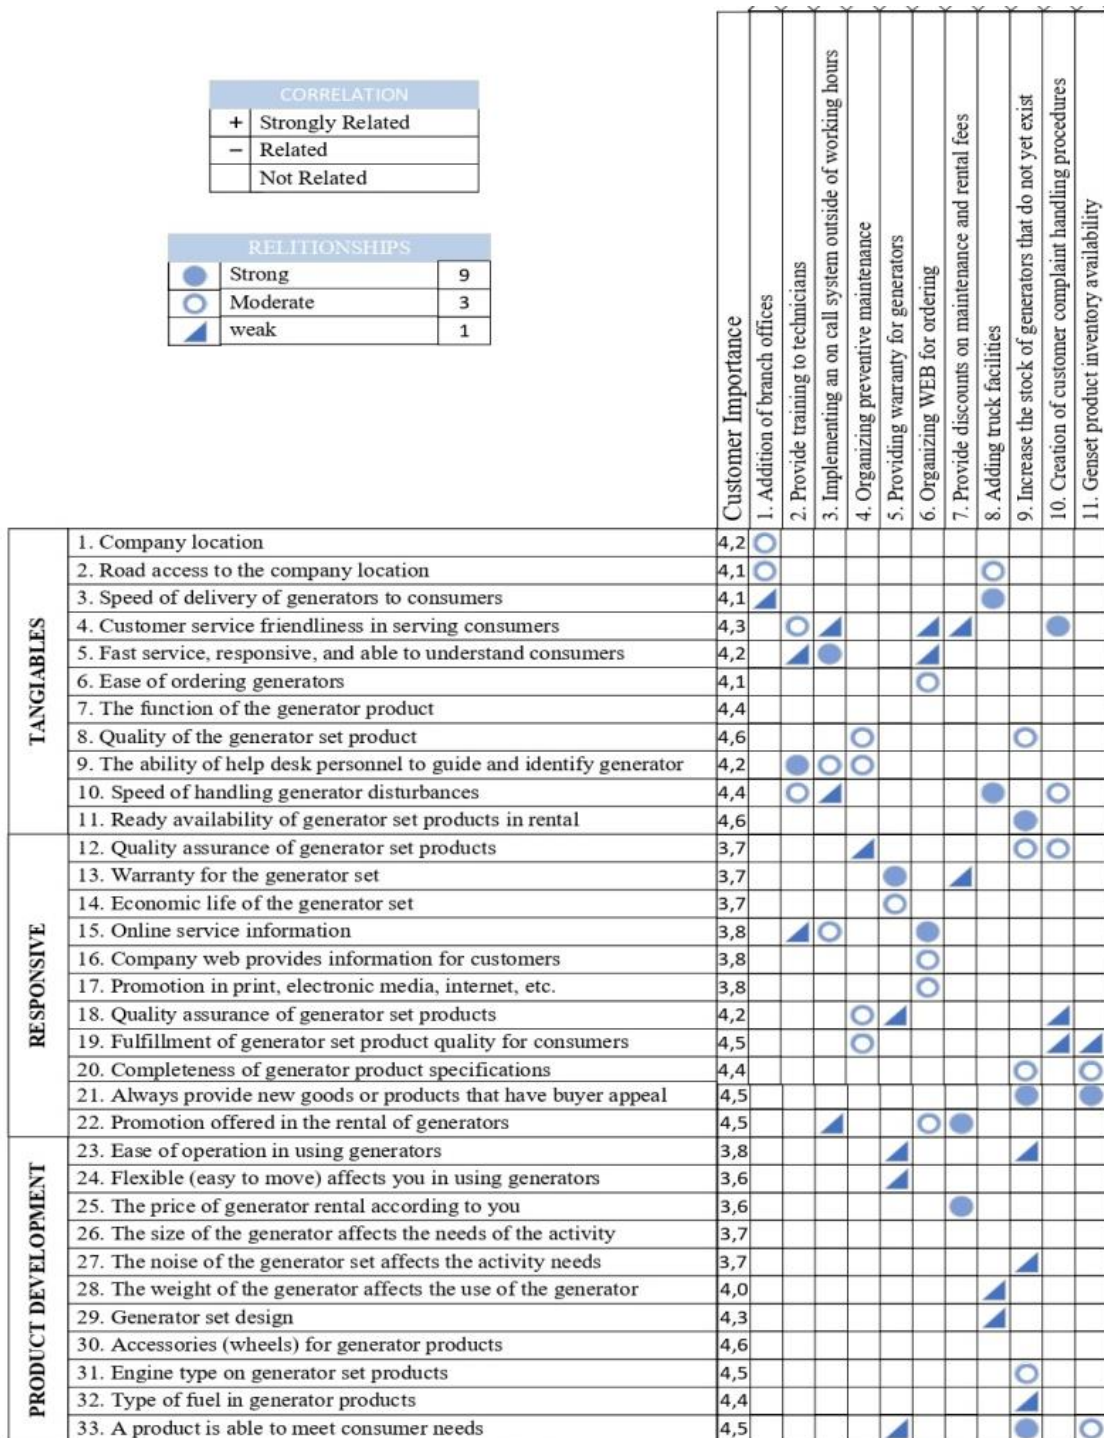 CORRELATION
+ Strongly Related
− Related
Not Related
RELITIONSHIPS
Strong 9
Moderate 3
weak 1
Customer Importance
1. Addition of branch offices
2. Provide training to technicians
3. Implementing an on call system outside of working hours
4. Organizing preventive maintenance
5. Providing warranty for generators
6. Organizing WEB for ordering
7. Provide discounts on maintenance and rental fees
8. Adding truck facilities
9. Increase the stock of generators that do not yet exist
10. Creation of customer complaint handling procedures
11. Genset product inventory availability
TANGIABLES
1. Company location 4,2
2. Road access to the company location 4,1
3. Speed of delivery of generators to consumers 4,1
4. Customer service friendliness in serving consumers 4,3
5. Fast service, responsive, and able to understand consumers 4,2
6. Ease of ordering generators 4,1
7. The function of the generator product 4,4
8. Quality of the generator set product 4,6
9. The ability of help desk personnel to guide and identify generator 4,2
10. Speed of handling generator disturbances 4,4
11. Ready availability of generator set products in rental 4,6
RESPONSIVE
12. Quality assurance of generator set products 3,7
13. Warranty for the generator set 3,7
14. Economic life of the generator set 3,7
15. Online service information 3,8
16. Company web provides information for customers 3,8
17. Promotion in print, electronic media, internet, etc. 3,8
18. Quality assurance of generator set products 4,2
19. Fulfillment of generator set product quality for consumers 4,5
20. Completeness of generator product specifications 4,4
21. Always provide new goods or products that have buyer appeal 4,5
22. Promotion offered in the rental of generators 4,5
PRODUCT DEVELOPMENT
23. Ease of operation in using generators 3,8
24. Flexible (easy to move) affects you in using generators 3,6
25. The price of generator rental according to you 3,6
26. The size of the generator affects the needs of the activity 3,7
27. The noise of the generator set affects the activity needs 3,7
28. The weight of the generator affects the use of the generator 4,0
29. Generator set design 4,3
30. Accessories (wheels) for generator products 4,6
31. Engine type on generator set products 4,5
32. Type of fuel in generator products 4,4
33. A product is able to meet consumer needs 4,5